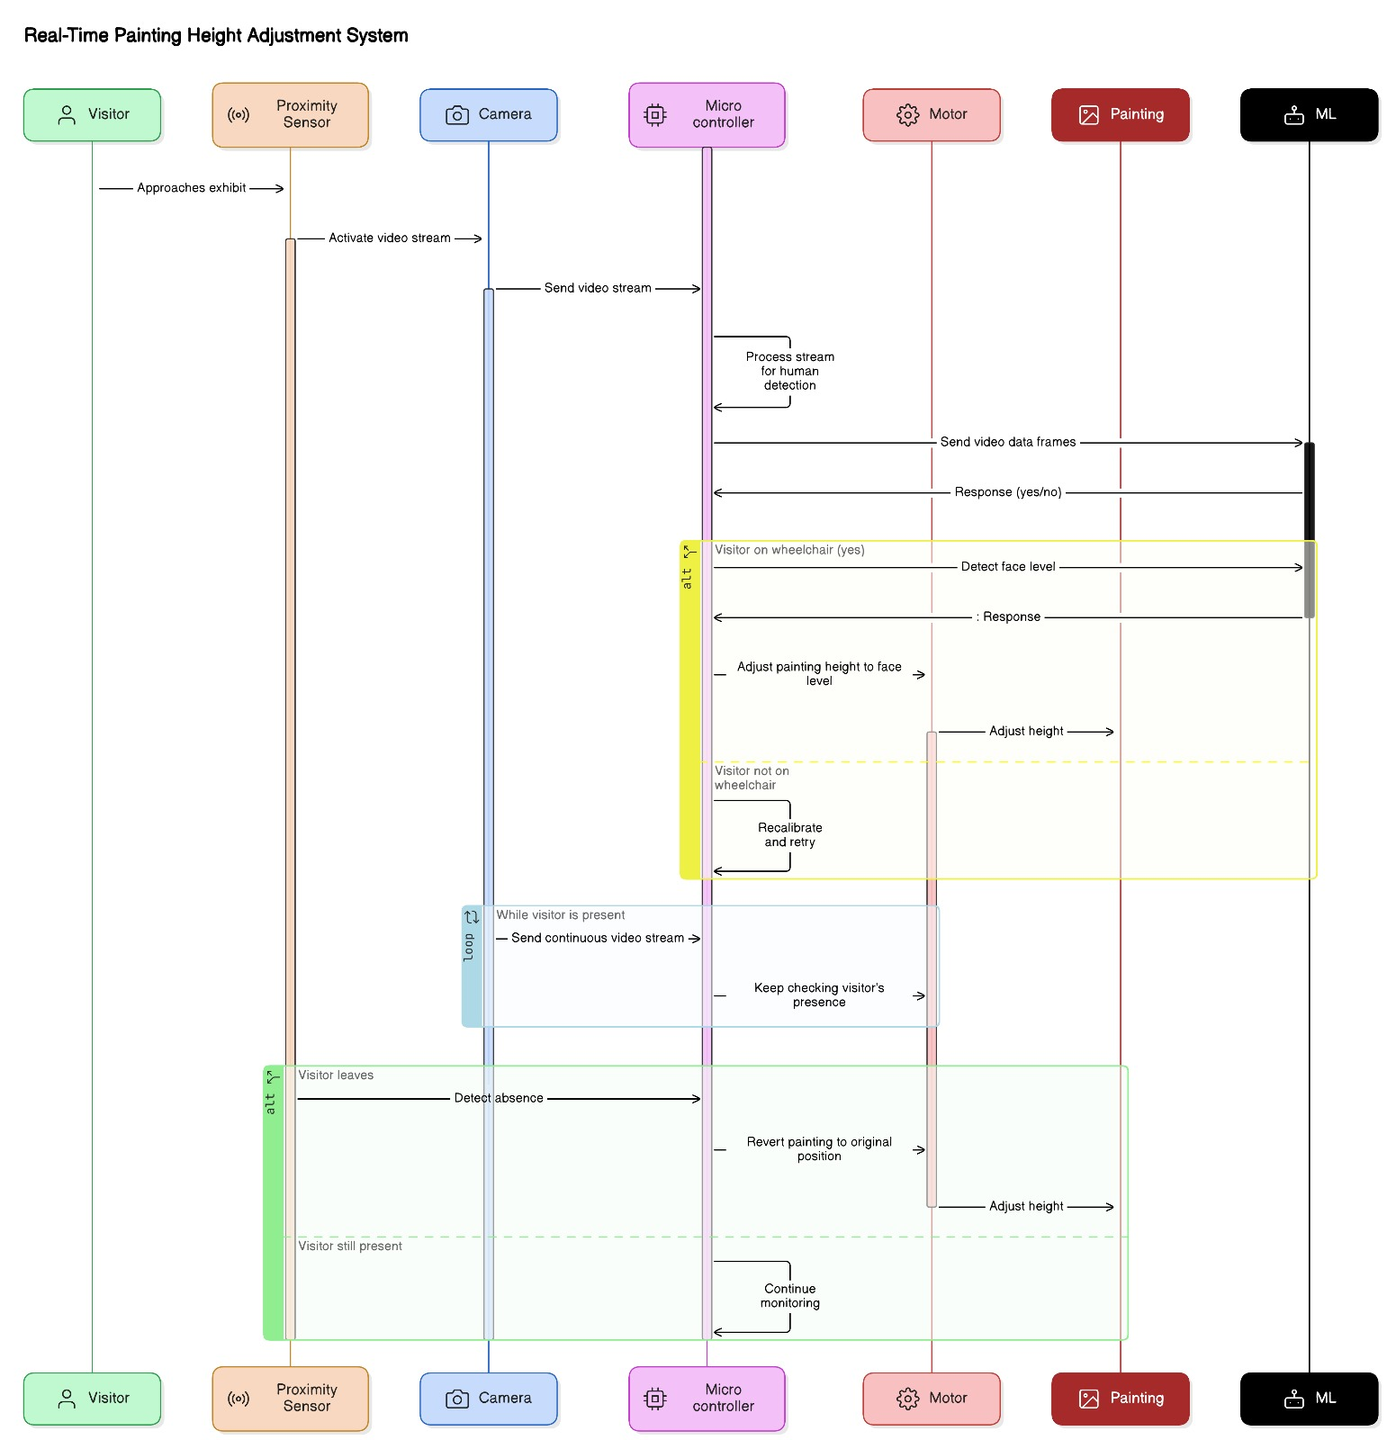 Real-Time Painting Height Adjustment System
Visitor
Proximity
Sensor
Camera
Micro
controller
Motor
Painting
ML
Approaches exhibit
Activate video stream
Send video stream
Process stream
for human
detection
Send video data frames
Response (yes/no)
alt
Visitor on wheelchair (yes)
Detect face level
: Response
Adjust painting height to face
level
Adjust height
Visitor not on
wheelchair
Recalibrate
and retry
loop
While visitor is present
Send continuous video stream
Keep checking visitor's
presence
alt
Visitor leaves
Detect absence
Revert painting to original
position
Adjust height
Visitor still present
Continue
monitoring
Visitor
Proximity
Sensor
Camera
Micro
controller
Motor
Painting
ML